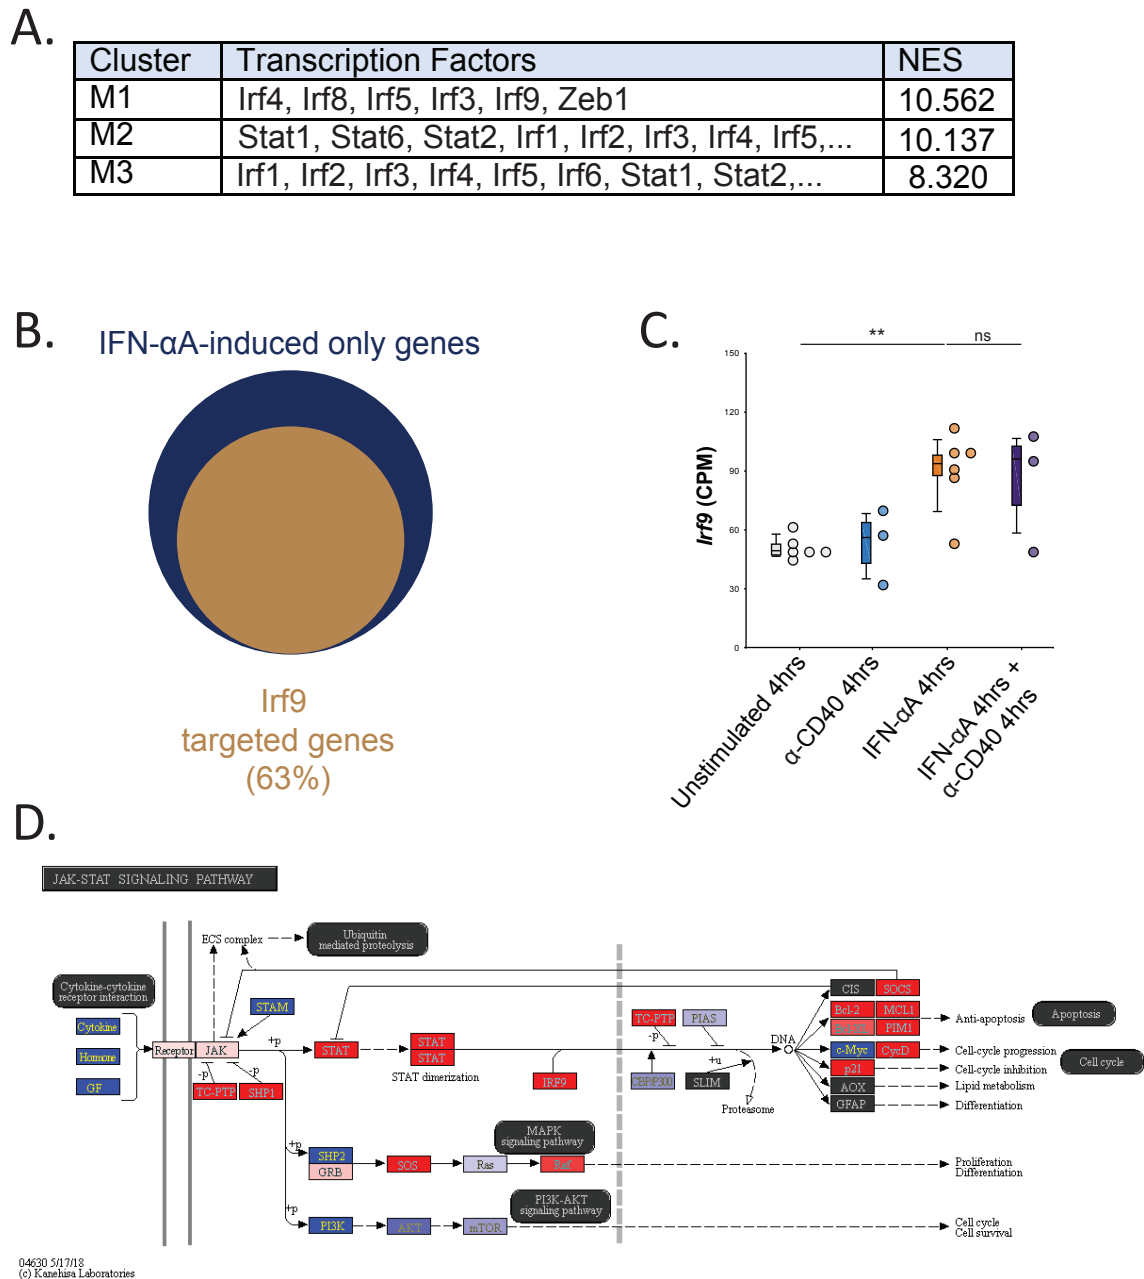 A.
Cluster Transcription Factors NES
M1 Irf4, Irf8, Irf5, Irf3, Irf9, Zeb1 10.562
M2 Stat1, Stat6, Stat2, Irf1, Irf2, Irf3, Irf4, Irf5,... 10.137
M3 Irf1, Irf2, Irf3, Irf4, Irf5, Irf6, Stat1, Stat2,... 8.320
B.
IFN-αA-induced only genes
Irf9
targeted genes
(63%)
C.
** ns
150
120
90
60
30
0
Irf9 (CPM)
Unstimulated 4hrs
α-CD40 4hrs
IFN-αA 4hrs
IFN-αA 4hrs +
α-CD40 4hrs
D.
JAK-STAT SIGNALING PATHWAY
ECS complex
Ubiquitin
mediated proteolysis
Cytokine-cytokine
receptor interaction
Cytokine
Hormone
GF
STAM
Receptor
JAK
+p
-p
-p
TC-PTP
SHP1
STAT
STAT
STAT
STAT dimerization
IRF9
TC-PTP
PIAS
-p
+u
CBP/P300
SLIM
Proteasome
DNA
CIS
SOCS
Bcl-2
MCL1
Bcl-XL
PIM1
c-Myc
CycD
p21
AOX
GFAP
Anti-apoptosis
Apoptosis
Cell-cycle progression
Cell cycle
Cell-cycle inhibition
Lipid metabolism
Differentiation
MAPK
signaling pathway
+p
SHP2
GRB
SOS
Ras
Raf
Proliferation
Differentiation
PI3K-AKT
signaling pathway
+p
PI3K
AKT
mTOR
Cell cycle
Cell survival
04630 5/17/18
(c) Kanehisa Laboratories